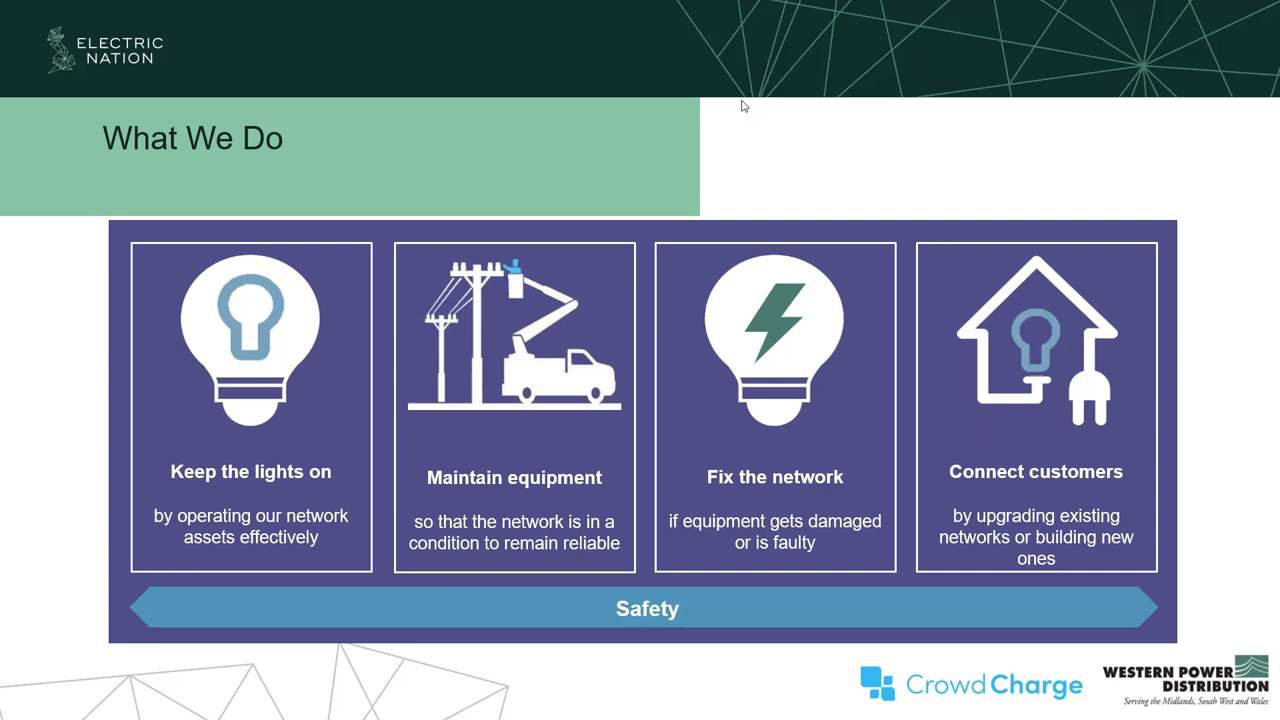 ELECTRIC
NATION
What We Do
Keep the lights on
by operating our network
assets effectively
Maintain equipment
so that the network is in a
condition to remain reliable
Fix the network
if equipment gets damaged
or is faulty
Connect customers
by upgrading existing
networks or building new
ones
Safety
CrowdCharge
WESTERN POWER
DISTRIBUTION
Serving the Midlands, South West and Wales